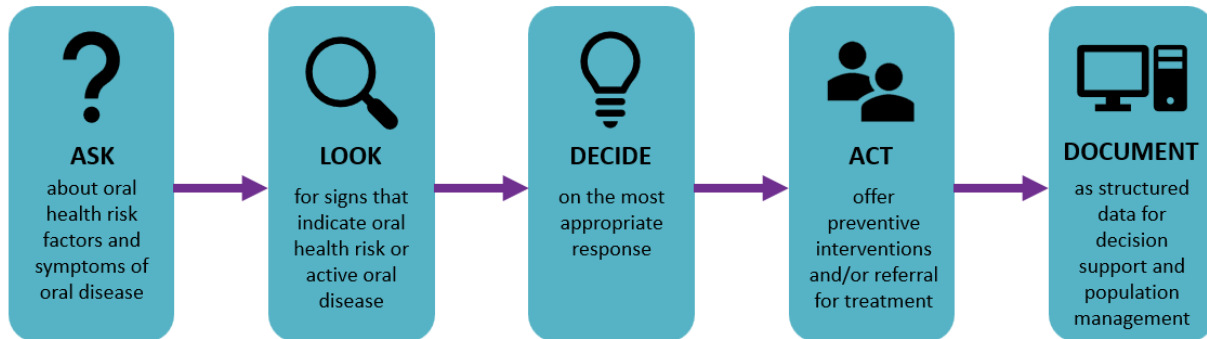 ASK
about oral
health risk
factors and
symptoms of
oral disease
LOOK
for signs that
indicate oral
health risk or
active oral
disease
DECIDE
on the most
appropriate
response
ACT
offer
preventive
interventions
and/or referral
for treatment
DOCUMENT
as structured
data for
decision
support and
population
management